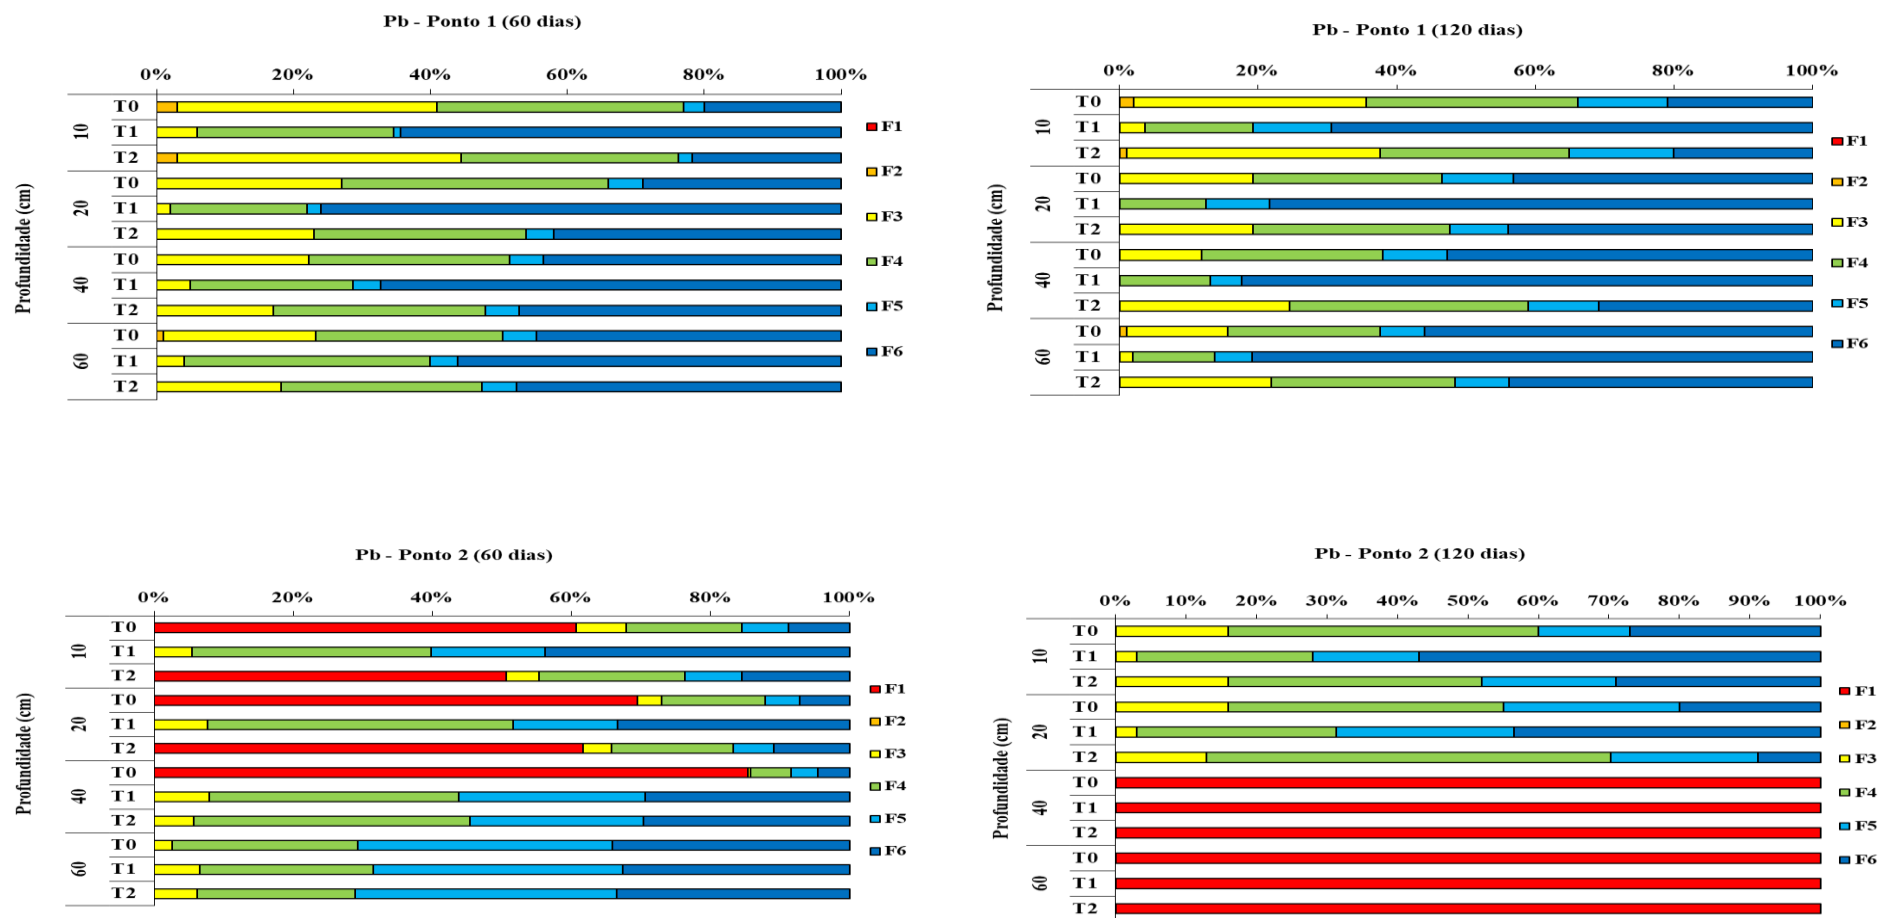 Pb - Ponto 1 (60 dias)
0% 20% 40% 60% 80% 100%
Profundidade (cm)
10
T0
T1
T2
20
T0
T1
T2
40
T0
T1
T2
60
T0
T1
T2
F1
F2
F3
F4
F5
F6
Pb - Ponto 1 (120 dias)
0% 20% 40% 60% 80% 100%
Profundidade (cm)
10
T0
T1
T2
20
T0
T1
T2
40
T0
T1
T2
60
T0
T1
T2
F1
F2
F3
F4
F5
F6
Pb - Ponto 2 (60 dias)
0% 20% 40% 60% 80% 100%
Profundidade (cm)
10
T0
T1
T2
20
T0
T1
T2
40
T0
T1
T2
60
T0
T1
T2
F1
F2
F3
F4
F5
F6
Pb - Ponto 2 (120 dias)
0% 10% 20% 30% 40% 50% 60% 70% 80% 90% 100%
Profundidade (cm)
10
T0
T1
T2
20
T0
T1
T2
40
T0
T1
T2
60
T0
T1
T2
F1
F2
F3
F4
F5
F6